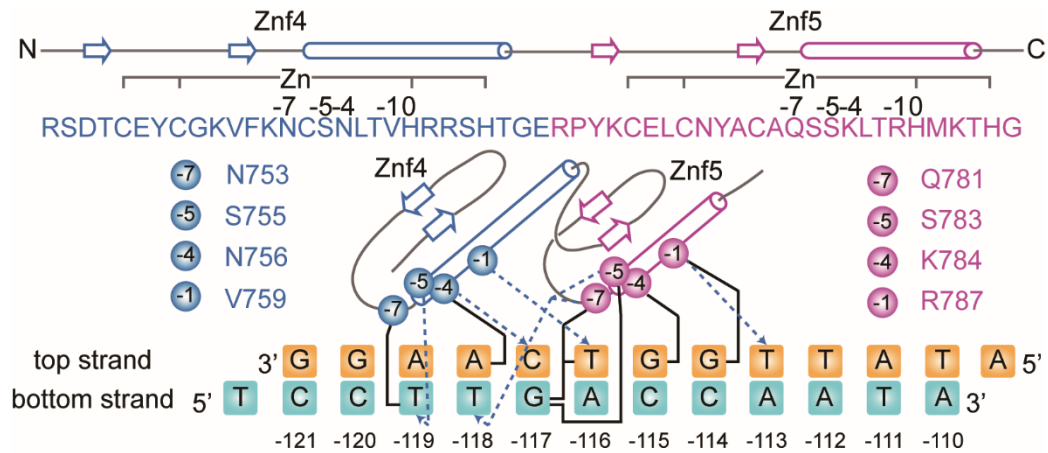 Znf4 Znf5
N C
Zn Zn
-7 -5 -4 -10 -7 -5 -4 -10
RSDTCEYCGKVFKNCSNLTVHRRSHTGERPYKCELCNYACAQSSKLTRHMKTHG
Znf4 Znf5
-7 N753 -7 Q781
-5 S755 -5 S783
-4 N756 -4 K784
-1 V759 -1 R787
-1 -1
-5 -4 -5 -4
-7 -7
top strand 3' G G A A C T G G T T A T A 5'
bottom strand 5' T C C T T G A C C A A T A 3'
-121 -120 -119 -118 -117 -116 -115 -114 -113 -112 -111 -110